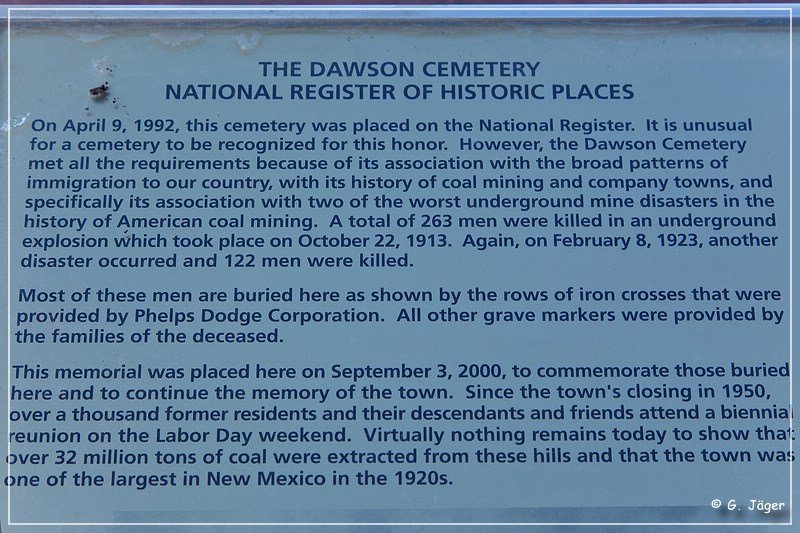 THE DAWSON CEMETERY
NATIONAL REGISTER OF HISTORIC PLACES
On April 9, 1992, this cemetery was placed on the National Register. It is unusual
for a cemetery to be recognized for this honor. However, the Dawson Cemetery
met all the requirements because of its association with the broad patterns of
immigration to our country, with its history of coal mining and company towns, and
specifically its association with two of the worst underground mine disasters in the
history of American coal mining. A total of 263 men were killed in an underground
explosion which took place on October 22, 1913. Again, on February 8, 1923, another
disaster occurred and 122 men were killed.
Most of these men are buried here as shown by the rows of iron crosses that were
provided by Phelps Dodge Corporation. All other grave markers were provided by
the families of the deceased.
This memorial was placed here on September 3, 2000, to commemorate those buried
here and to continue the memory of the town. Since the town's closing in 1950,
over a thousand former residents and their descendants and friends attend a biennial
reunion on the Labor Day weekend. Virtually nothing remains today to show that
over 32 million tons of coal were extracted from these hills and that the town was
one of the largest in New Mexico in the 1920s.
© G. Jäger